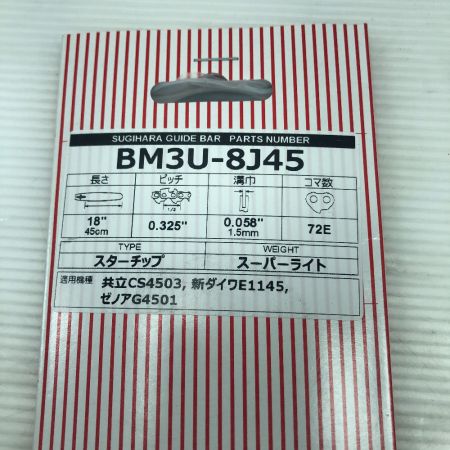 SUGIHARA GUIDE BAR PARTS NUMBER
BM3U-8J45
長さ ピッチ 溝巾 コマ数
1/2
18" 0.325" 0.058" 72E
45cm 1.5mm
TYPE WEIGHT
スターチップ スーパーライト
適用機種 共立CS4503, 新ダイワE1145,
ゼノアG4501